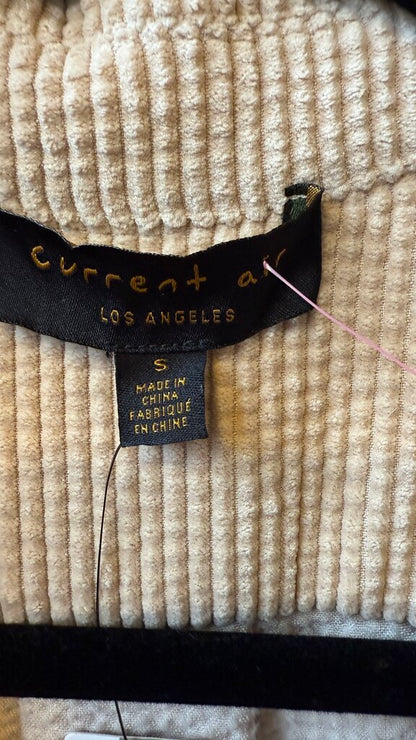 current air
LOS ANGELES
S
MADE IN
CHINA
FABRIQUÉ
EN CHINE